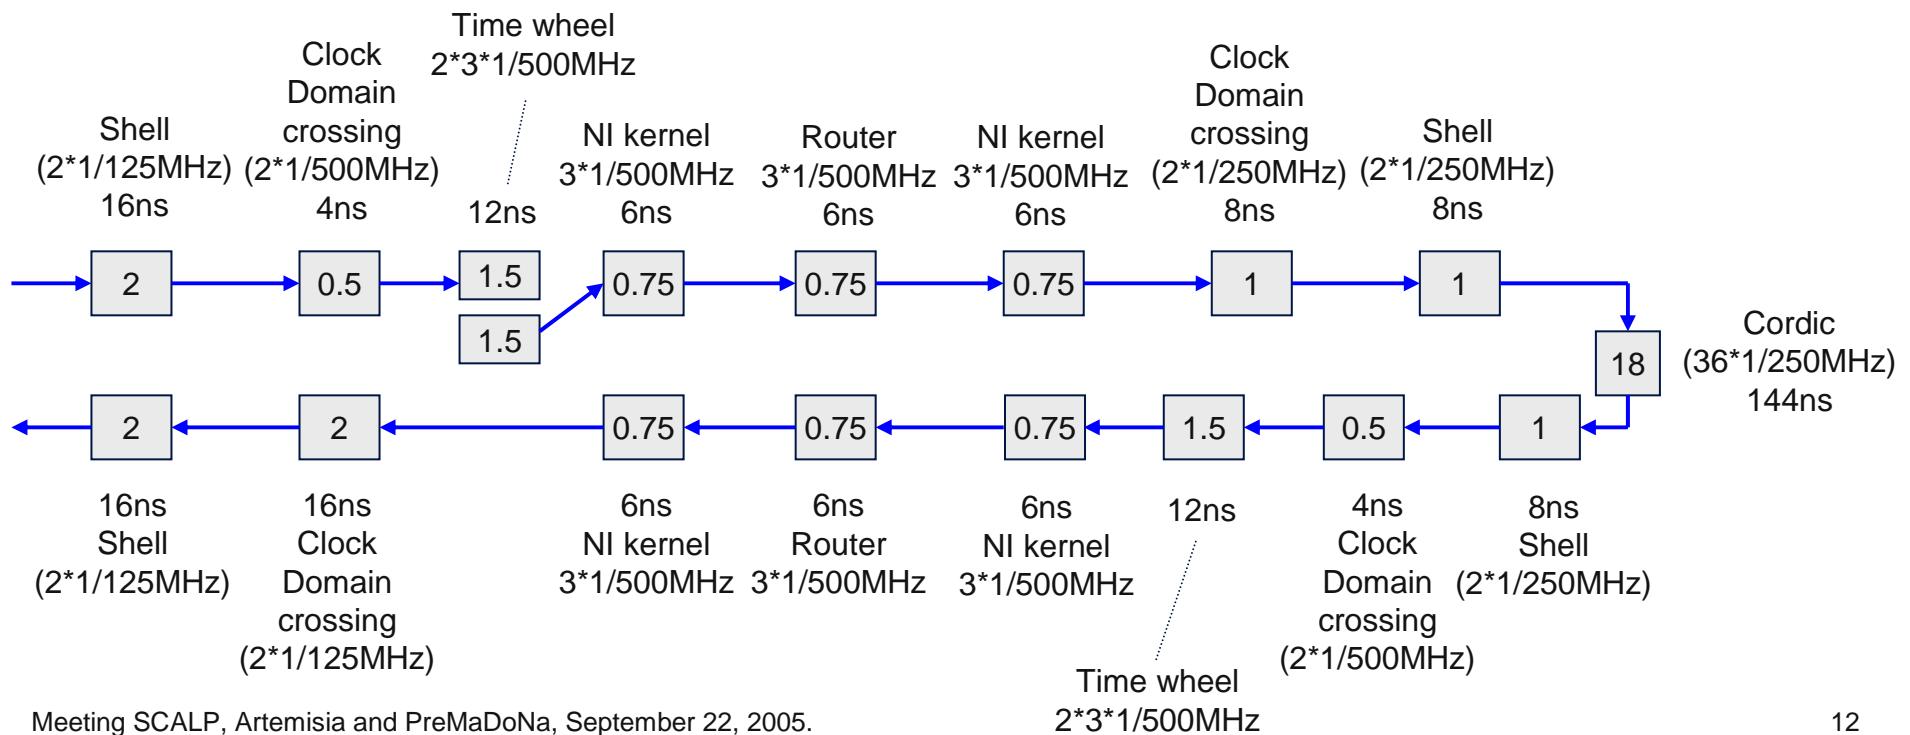 Time wheel
2*3*1/500MHz
Clock
Domain
crossing
(2*1/500MHz)
4ns
Shell
(2*1/125MHz)
16ns
12ns
NI kernel
3*1/500MHz
6ns
Router
3*1/500MHz
6ns
NI kernel
3*1/500MHz
6ns
Clock
Domain
crossing
(2*1/250MHz)
8ns
Shell
(2*1/250MHz)
8ns
2
0.5
1.5
1.5
0.75
0.75
0.75
1
1
18
Cordic
(36*1/250MHz)
144ns
2
2
0.75
0.75
0.75
1.5
0.5
1
16ns
Shell
(2*1/125MHz)
16ns
Clock
Domain
crossing
(2*1/125MHz)
6ns
NI kernel
3*1/500MHz
6ns
Router
3*1/500MHz
6ns
NI kernel
3*1/500MHz
12ns
Time wheel
2*3*1/500MHz
4ns
Clock
Domain
crossing
(2*1/500MHz)
8ns
Shell
(2*1/250MHz)
Meeting SCALP, Artemisia and PreMaDoNa, September 22, 2005.
12